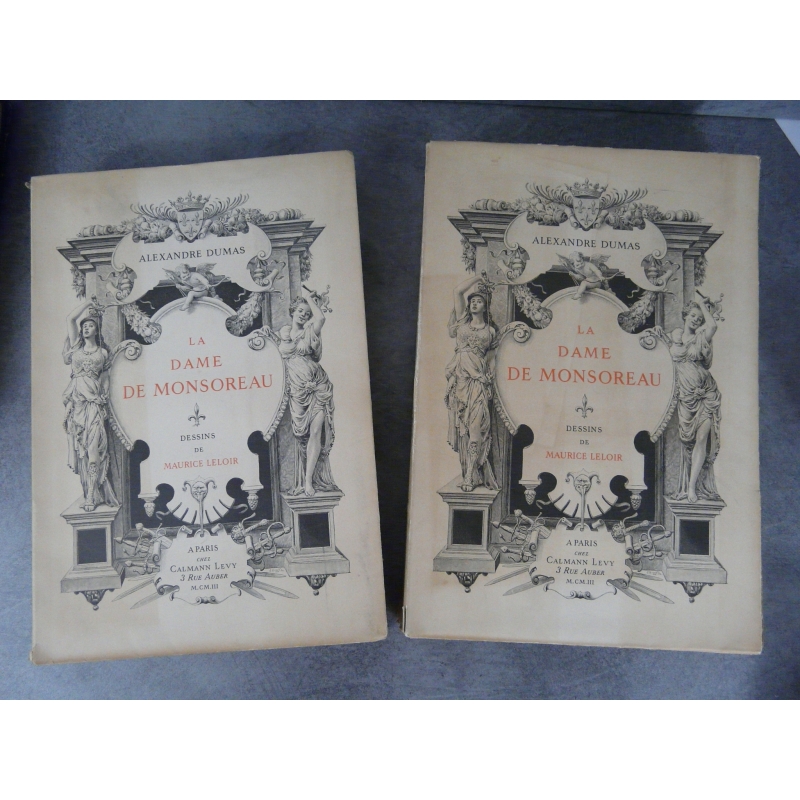 ALEXANDRE DUMAS
LA
DAME
DE MONSOREAU
DESSINS
DE
MAURICE LELOIR
A PARIS
CHEZ
CALMANN LEVY
3 RUE AUBER
M.CM.III
ALEXANDRE DUMAS
LA
DAME
DE MONSOREAU
DESSINS
DE
MAURICE LELOIR
A PARIS
CHEZ
CALMANN LEVY
3 RUE AUBER
M.CM.III